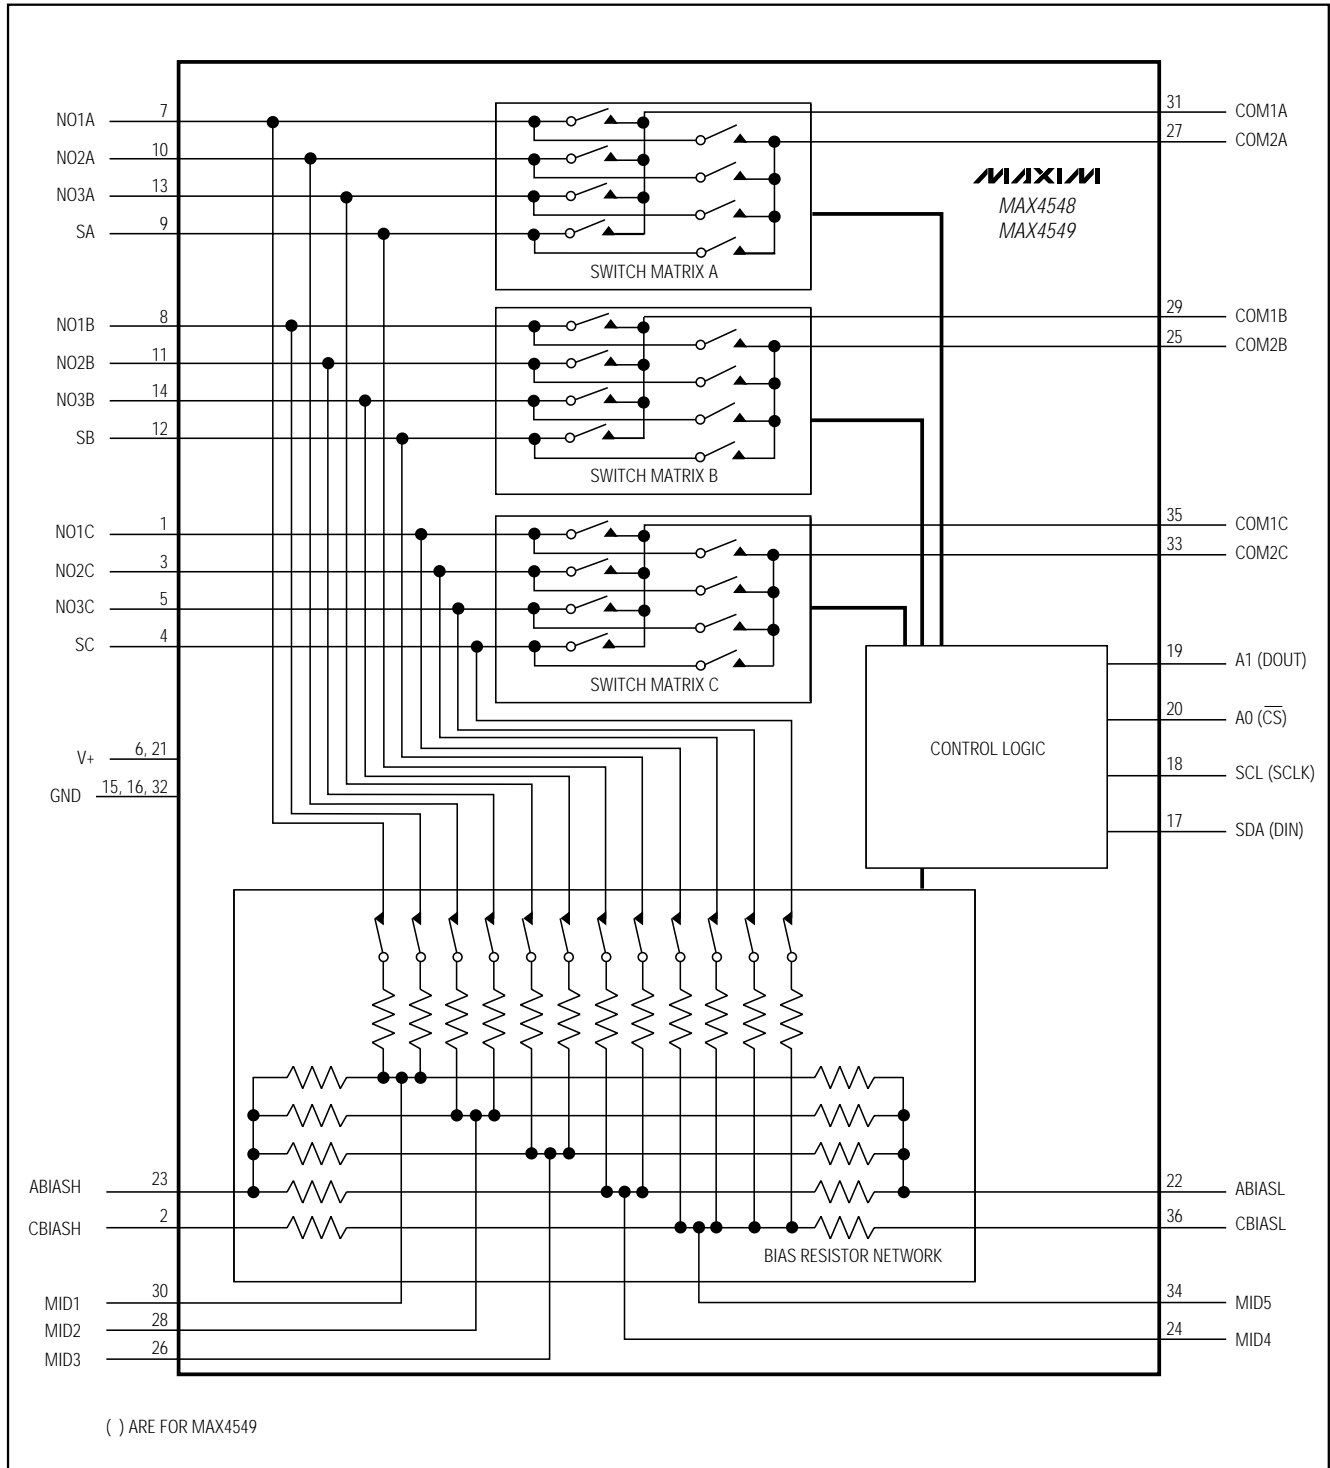 NO1A 7
NO2A 10
NO3A 13
SA 9
SWITCH MATRIX A
31 COM1A
27 COM2A
MAXIM
MAX4548
MAX4549
NO1B 8
NO2B 11
NO3B 14
SB 12
SWITCH MATRIX B
29 COM1B
25 COM2B
NO1C 1
NO2C 3
NO3C 5
SC 4
SWITCH MATRIX C
35 COM1C
33 COM2C
V+ 6, 21
GND 15, 16, 32
CONTROL LOGIC
19 A1 (DOUT)
20 A0 (C̅S̅)
18 SCL (SCLK)
17 SDA (DIN)
ABIASH 23
CBIASH 2
22 ABIASL
36 CBIASL
BIAS RESISTOR NETWORK
MID1 30
MID2 28
MID3 26
34 MID5
24 MID4
( ) ARE FOR MAX4549